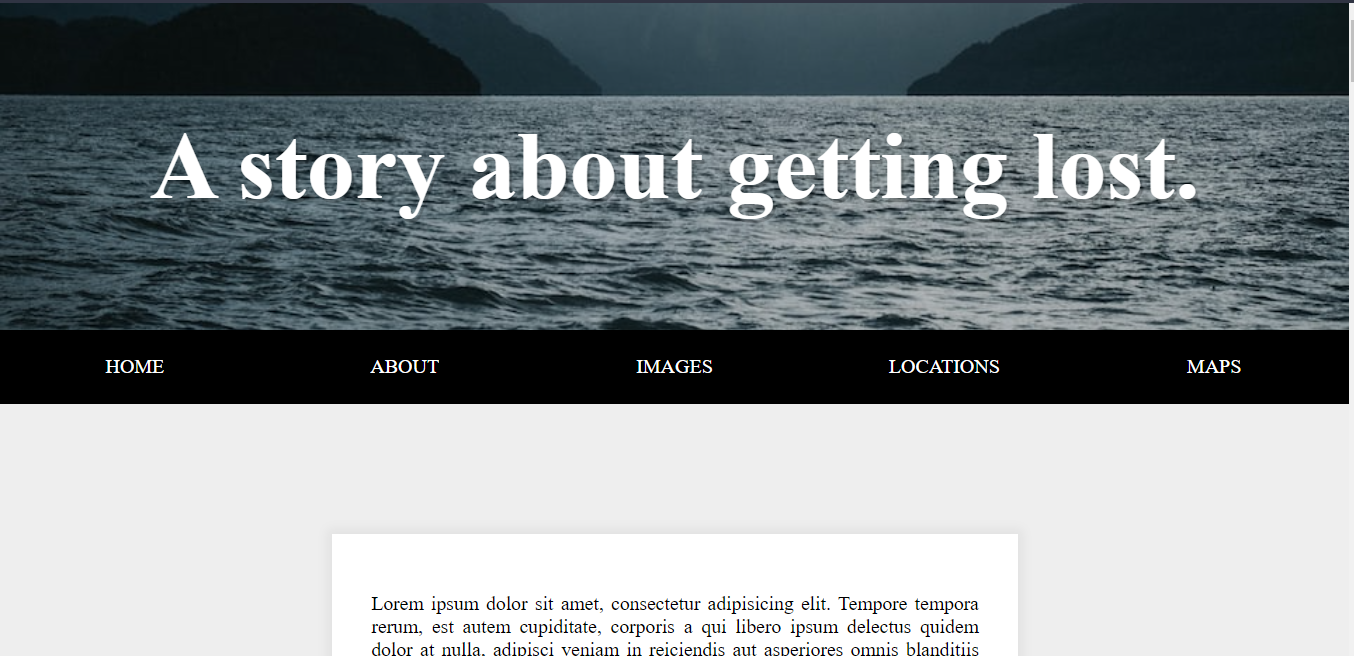 A story about getting lost.
HOME ABOUT IMAGES LOCATIONS MAPS
Lorem ipsum dolor sit amet, consectetur adipisicing elit. Tempore tempora
rerum, est autem cupiditate, corporis a qui libero ipsum delectus quidem
dolor at nulla, adipisci veniam in reiciendis aut asperiores omnis blanditiis